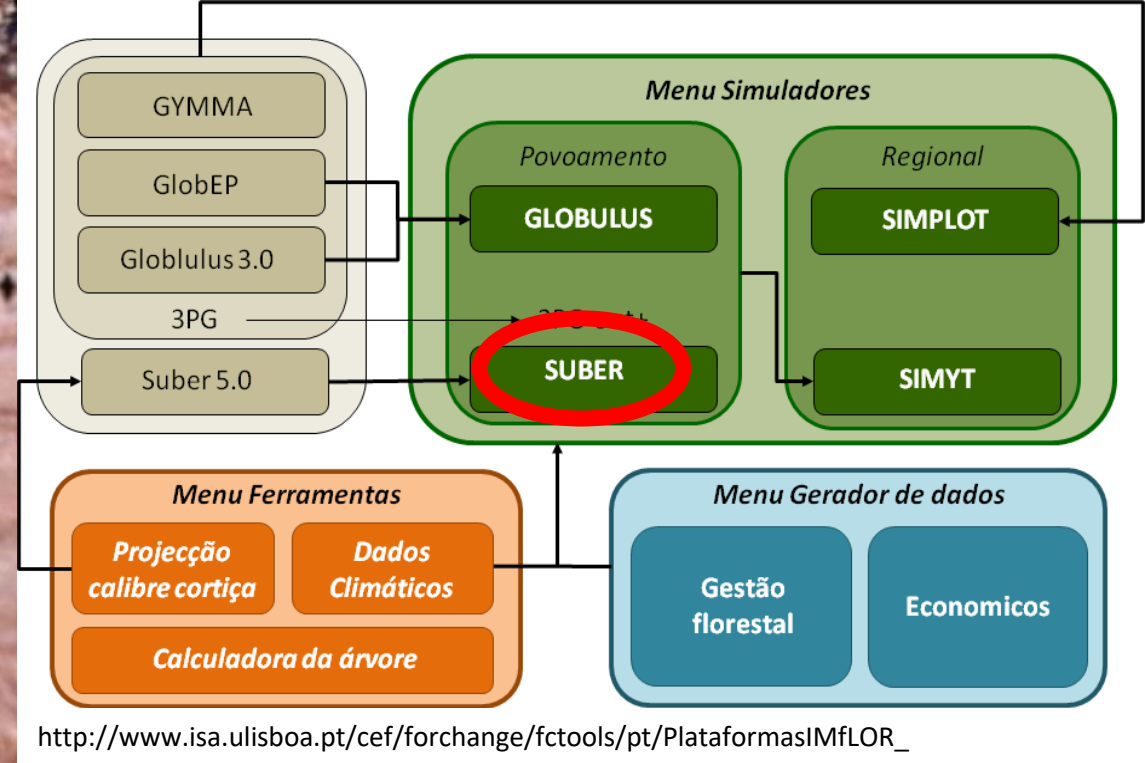 GYMMA
GlobEP
Globlulus 3.0
3PG
Suber 5.0
Menu Simuladores
Povoamento
GLOBULUS
SUBER
Regional
SIMPLOT
SIMYT
Menu Ferramentas
Projecção
calibre cortiça
Dados
Climáticos
Calculadora da árvore
Menu Gerador de dados
Gestão
florestal
Economicos
http://www.isa.ulisboa.pt/cef/forchange/fctools/pt/PlataformasIMfLOR_